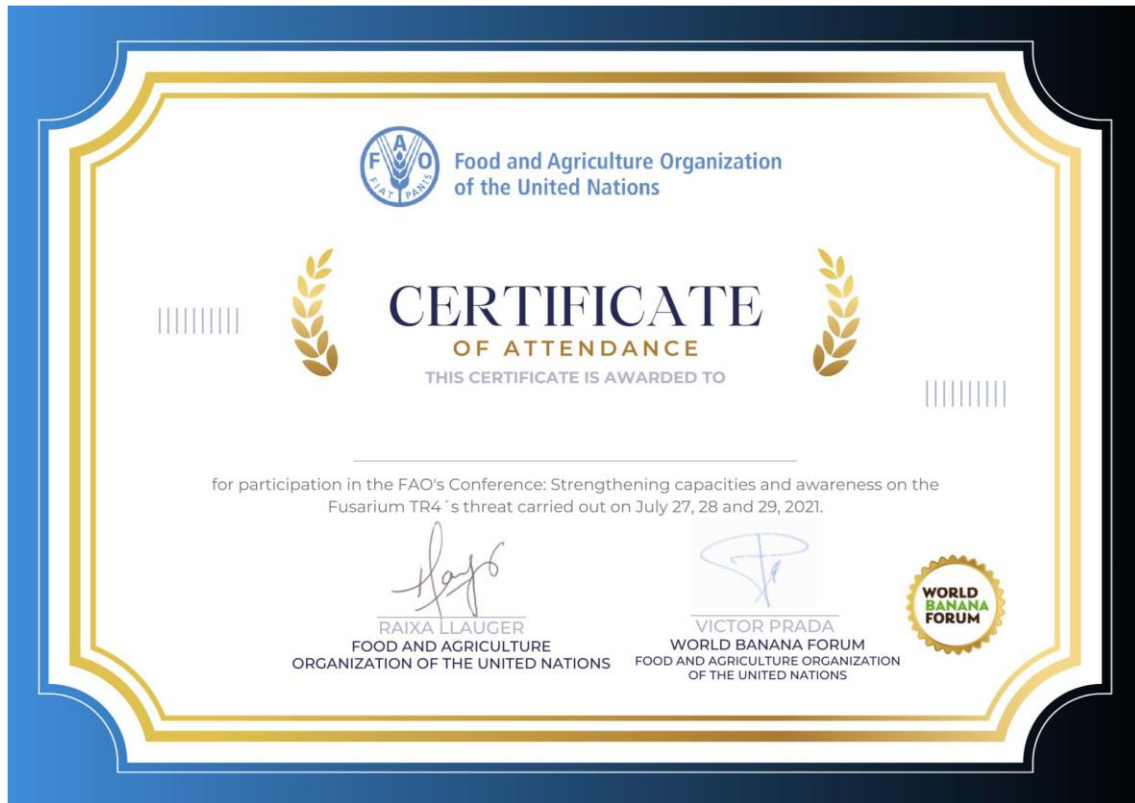 FAO
FIAT PANIS
Food and Agriculture Organization
of the United Nations
CERTIFICATE
OF ATTENDANCE
THIS CERTIFICATE IS AWARDED TO
for participation in the FAO's Conference: Strengthening capacities and awareness on the
Fusarium TR4´s threat carried out on July 27, 28 and 29, 2021.
RAIXA LLAUGER
FOOD AND AGRICULTURE
ORGANIZATION OF THE UNITED NATIONS
VICTOR PRADA
WORLD BANANA FORUM
FOOD AND AGRICULTURE ORGANIZATION
OF THE UNITED NATIONS
WORLD
BANANA
FORUM